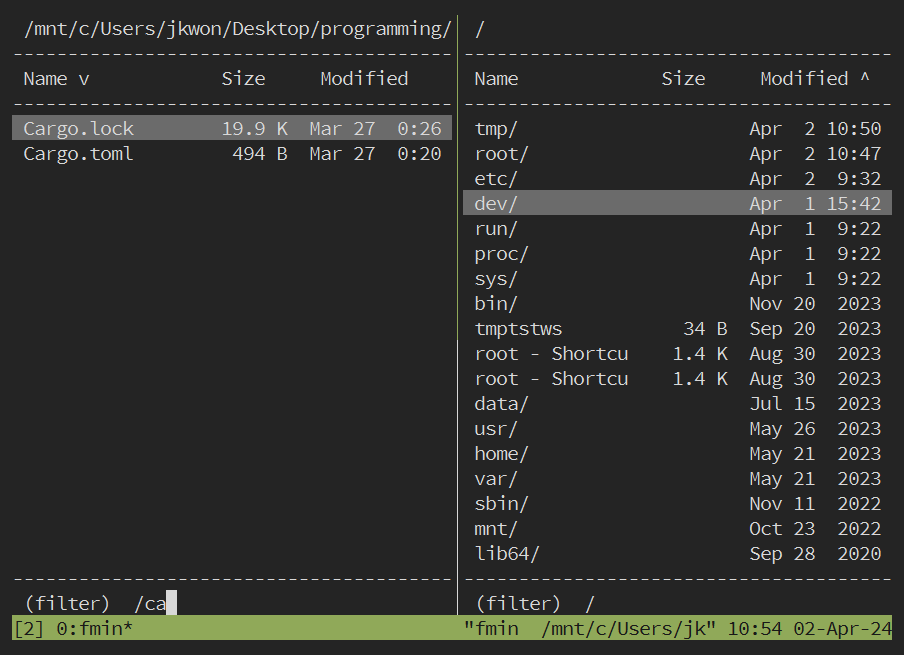 /mnt/c/Users/jkwon/Desktop/programming/
Name v Size Modified
Cargo.lock 19.9 K Mar 27 0:26
Cargo.toml 494 B Mar 27 0:20
(filter) /ca
/
Name Size Modified ^
tmp/ Apr 2 10:50
root/ Apr 2 10:47
etc/ Apr 2 9:32
dev/ Apr 1 15:42
run/ Apr 1 9:22
proc/ Apr 1 9:22
sys/ Apr 1 9:22
bin/ Nov 20 2023
tmptstws 34 B Sep 20 2023
root - Shortcu 1.4 K Aug 30 2023
root - Shortcu 1.4 K Aug 30 2023
data/ Jul 15 2023
usr/ May 26 2023
home/ May 21 2023
var/ May 21 2023
sbin/ Nov 11 2022
mnt/ Oct 23 2022
lib64/ Sep 28 2020
(filter) /
[2] 0:fmin* "fmin /mnt/c/Users/jk" 10:54 02-Apr-24